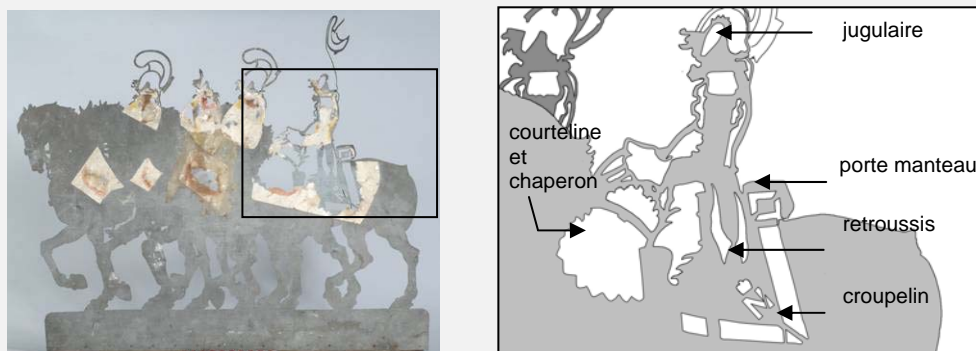 jugulaire
courteline
et
chaperon
porte manteau
retroussis
croupelin